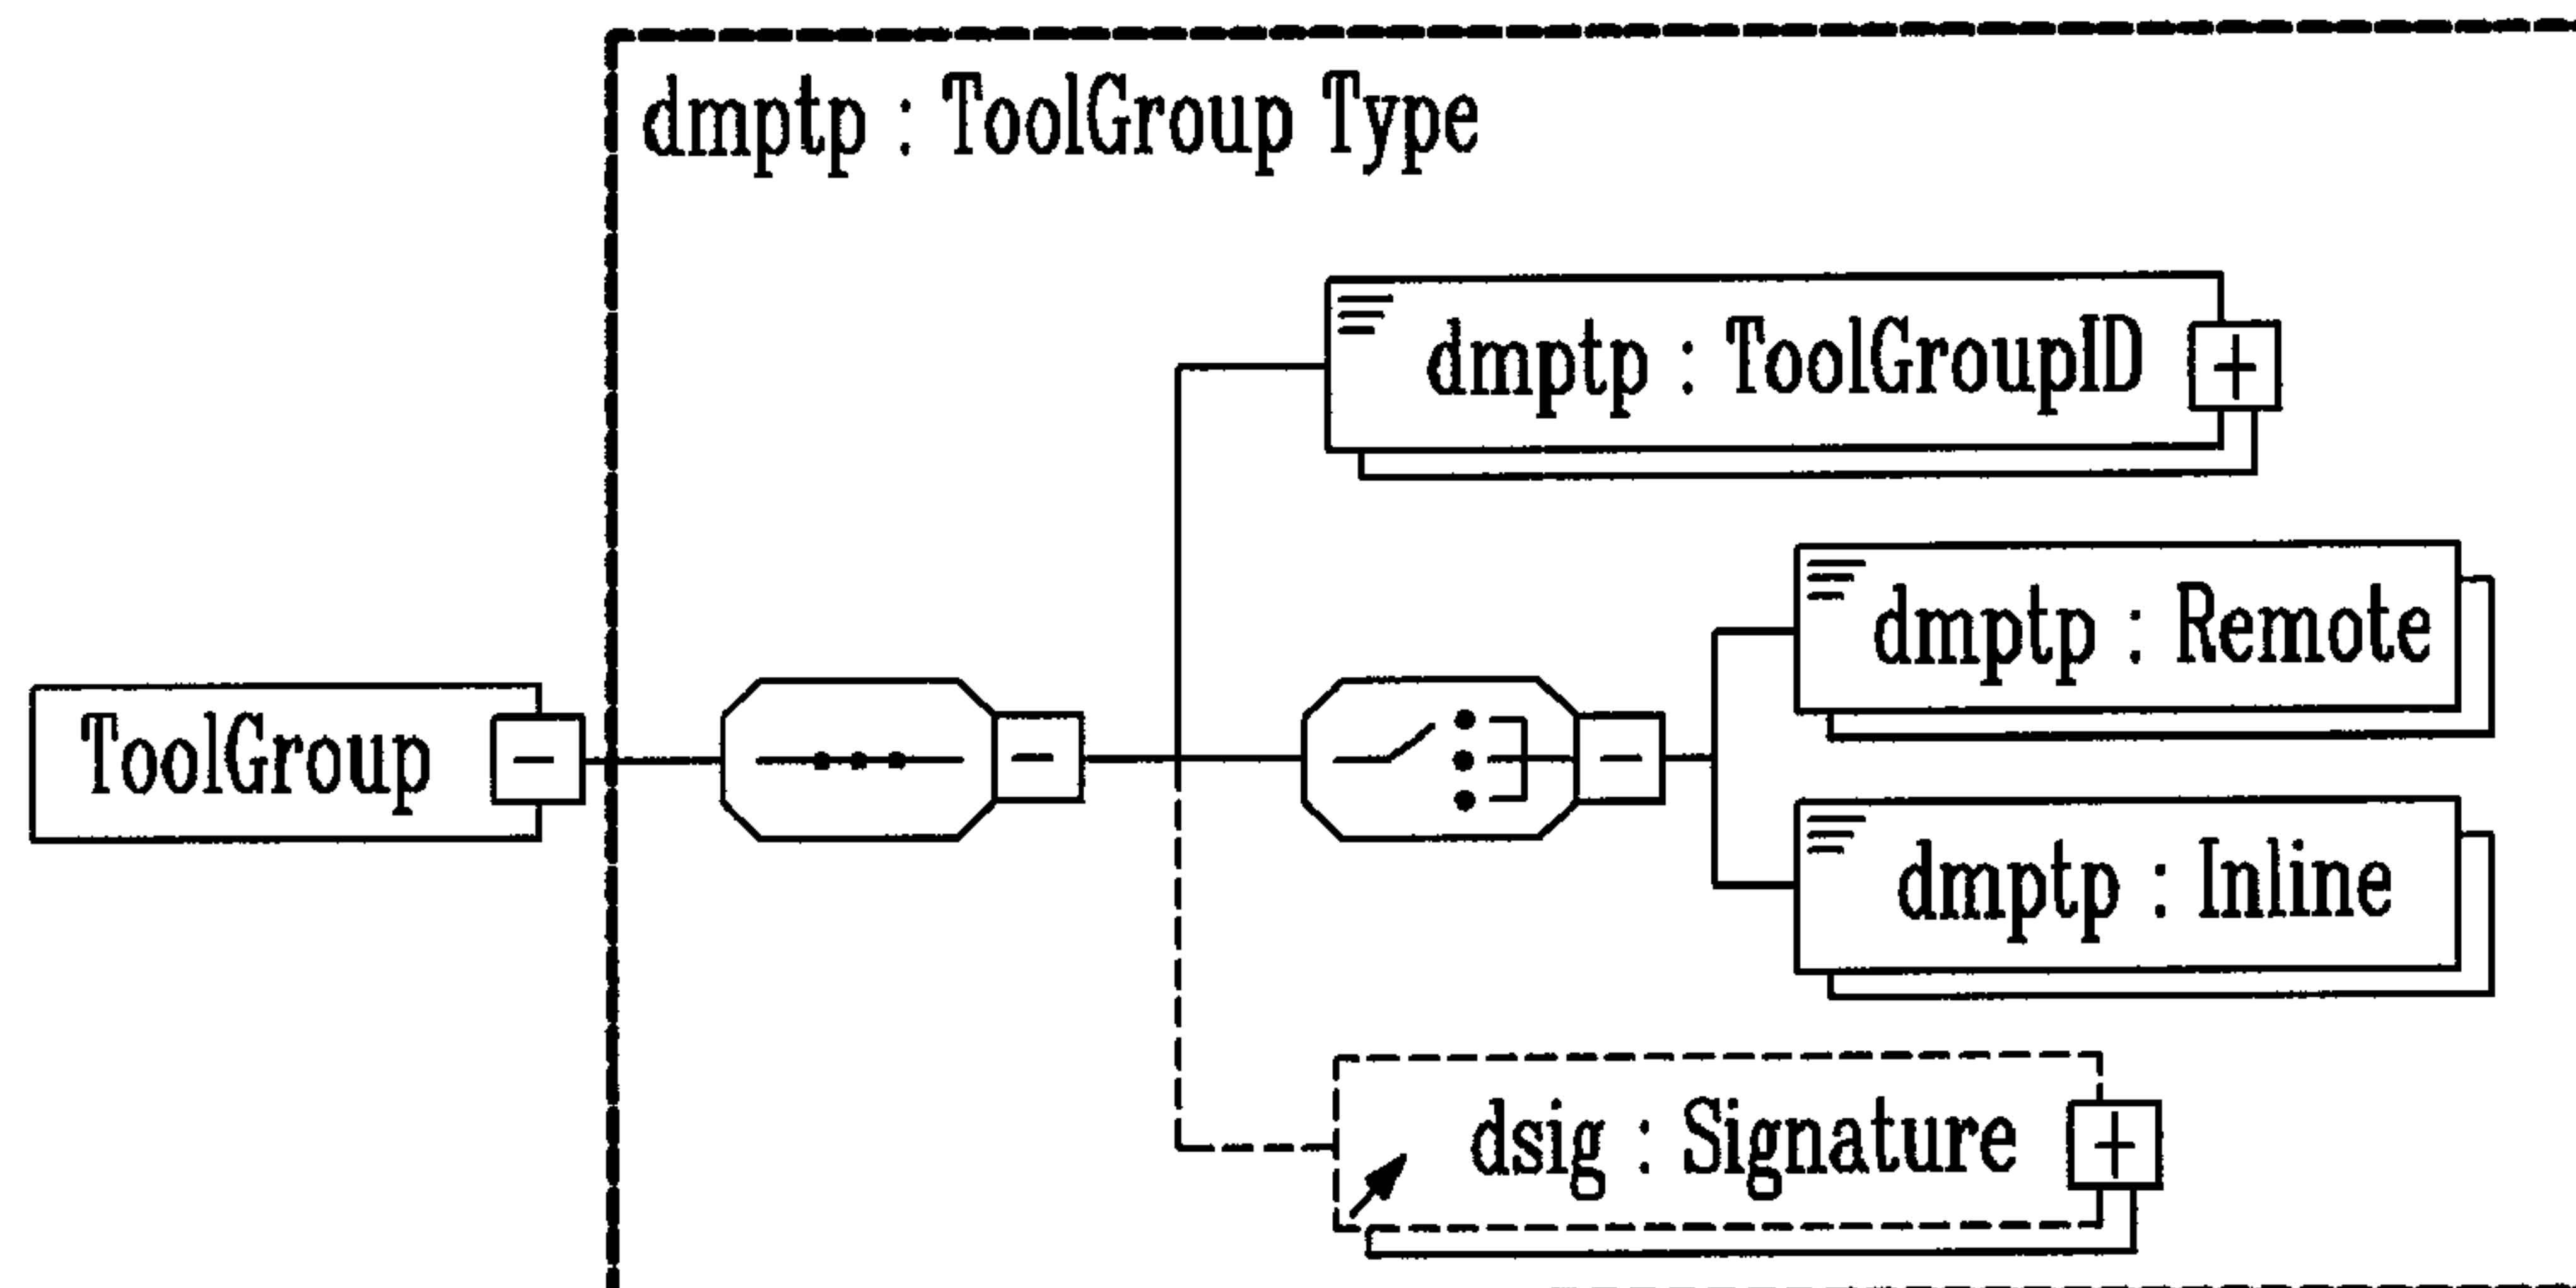 dmptp : ToolGroup Type
dmptp : ToolGroupID
dmptp : Remote
ToolGroup
dmptp : Inline
dsig : Signature